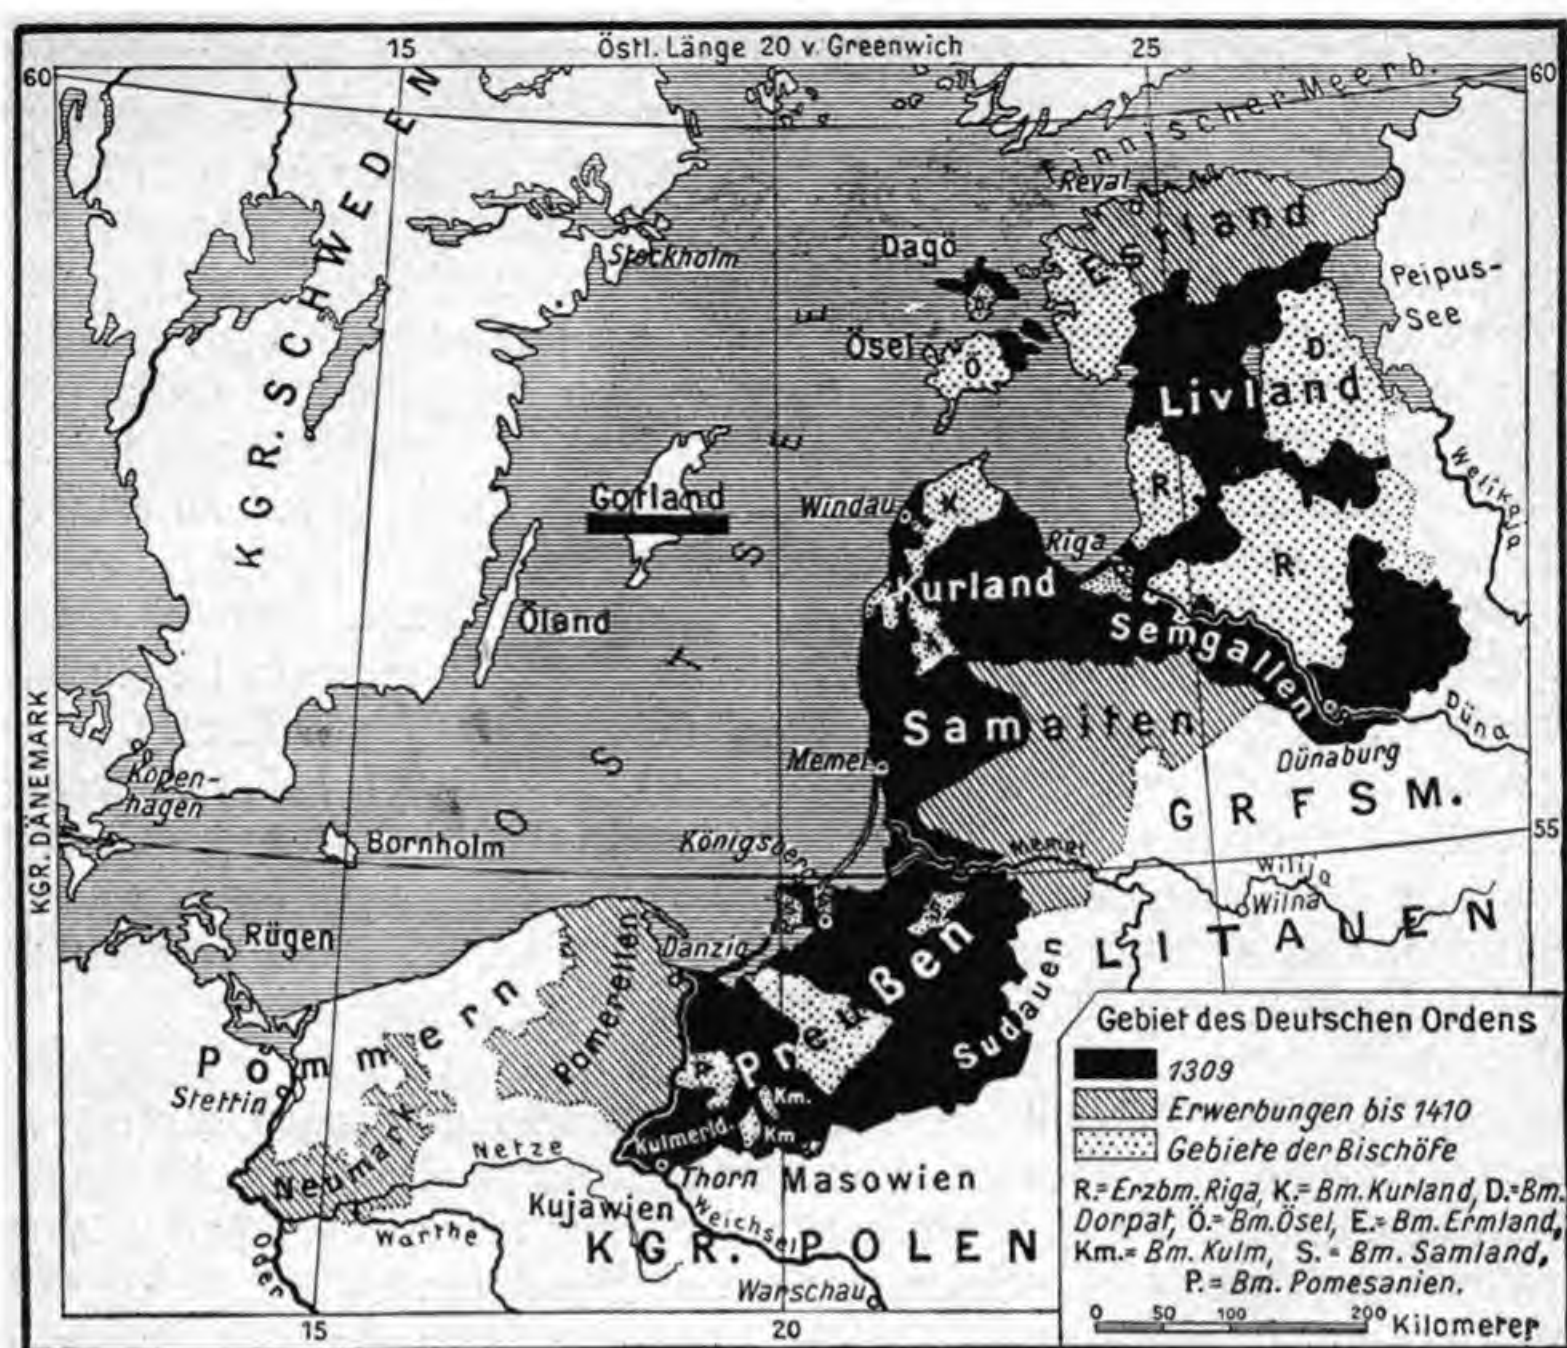 15 Östl. Länge 20 v. Greenwich 25
60
60
Finnischer Meerb.
KGR. SCHWEDEN
Reval
Estland
Stockholm
Dagö
Peipus-
See
Ösel
Ö
D
Livland
OSTSEE
Welikaja
Gotland
Windau
K
R
Riga
R
Kurland
Öland
Semgallen
KGR. DÄNEMARK
Samaiten
Düna
Memel
Dünaburg
Kopen-
hagen
GRFSM.
55
Bornholm
Königsberg
Memel
Wilija
Wilna
LITAUEN
Rügen
Danzig
Preußen
Sudauen
Pommern
Pomerellen
P
Stettin
Km.
Km
Kulmerld.
Neumark
Netze
Thorn
Masowien
Kujawien
Weichsel
Warthe
KGR. POLEN
Oder
Warschau
15
20
Gebiet des Deutschen Ordens
1309
Erwerbungen bis 1410
Gebiete der Bischöfe
R.=Erzbm. Riga, K.=Bm. Kurland, D.=Bm.
Dorpat, Ö.=Bm. Ösel, E.=Bm. Ermland,
Km.=Bm. Kulm, S.=Bm. Samland,
P.=Bm. Pomesanien.
0 50 100 200 Kilometer